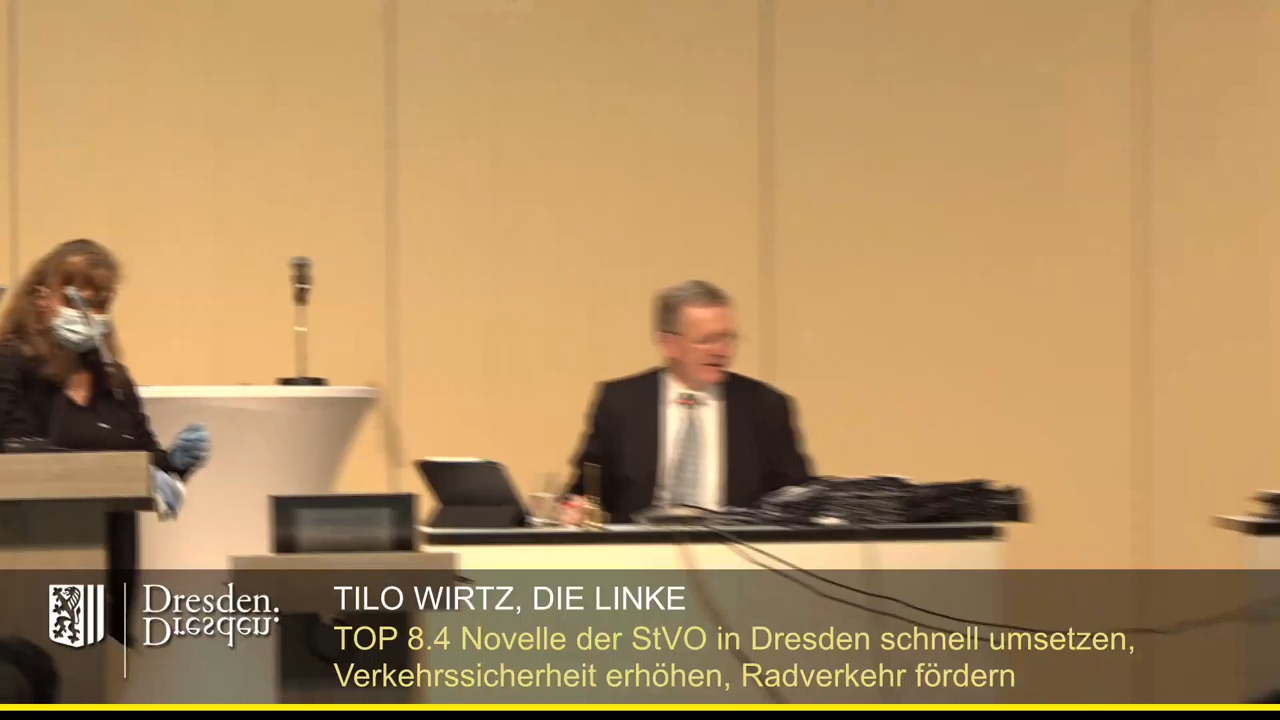 Dresden.
Dresden.
TILO WIRTZ, DIE LINKE
TOP 8.4 Novelle der StVO in Dresden schnell umsetzen,
Verkehrssicherheit erhöhen, Radverkehr fördern